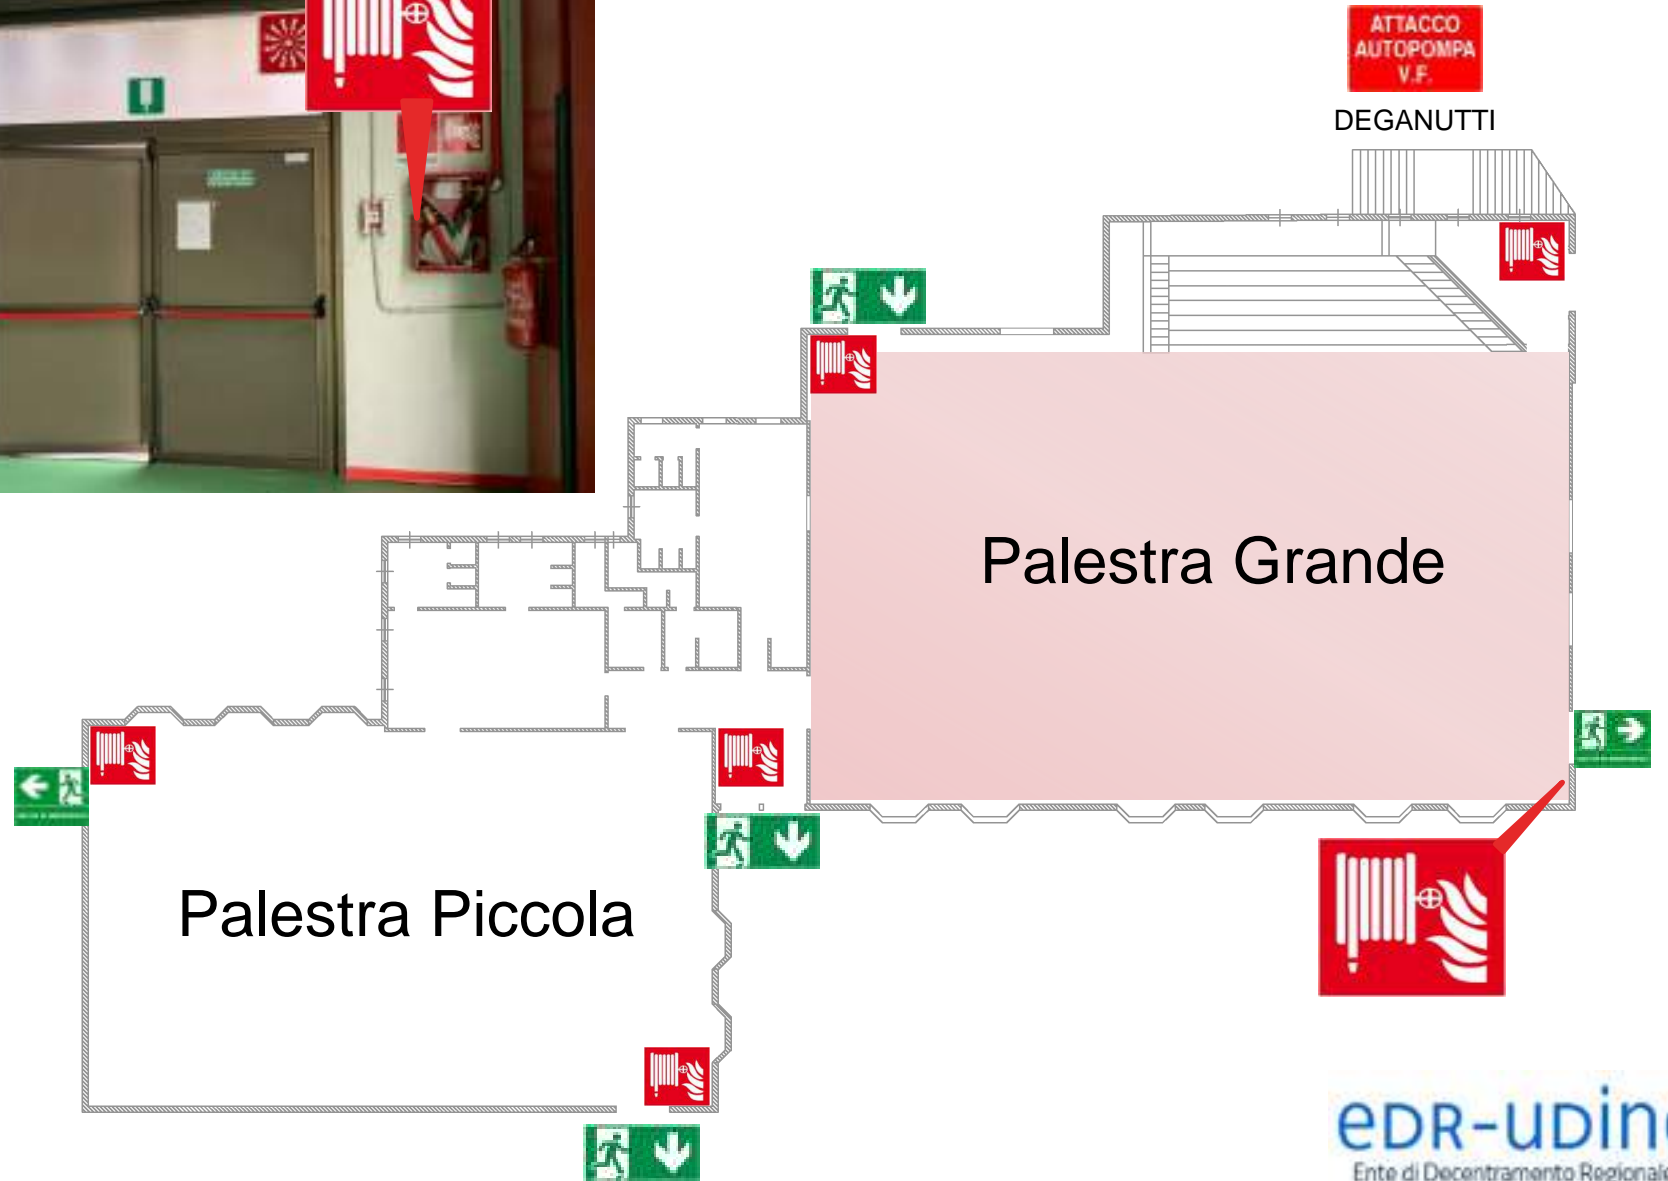 ATTACCO
AUTOPOMPA
V.F.
DEGANUTTI
Palestra Grande
Palestra Piccola
eDR-uDin
Ente di Decentramento Regionale